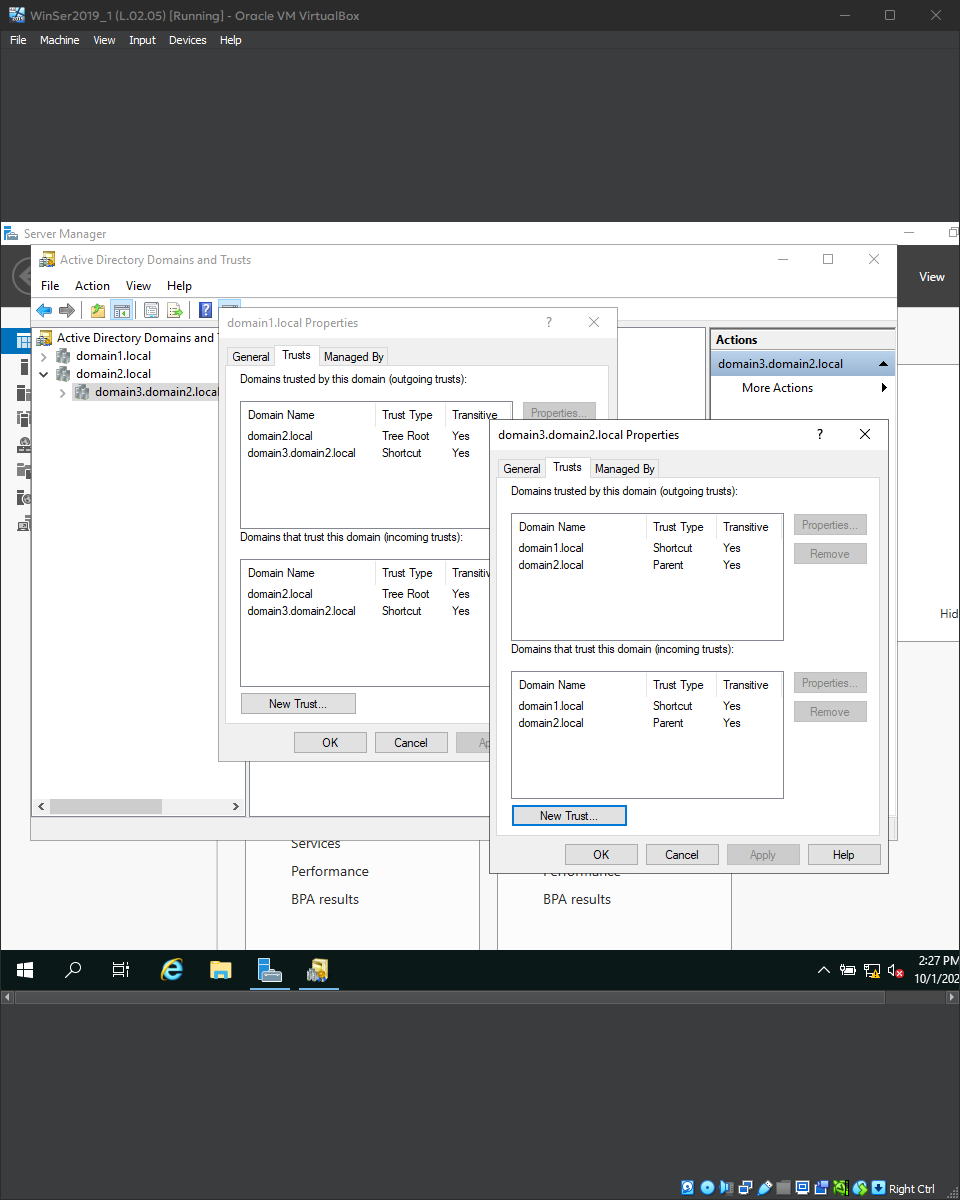 WinSer2019_1 (L.02.05) [Running] - Oracle VM VirtualBox
File Machine View Input Devices Help
Server Manager
View
Active Directory Domains and Trusts
File Action View Help
Active Directory Domains and
domain1.local
domain2.local
domain3.domain2.local
domain1.local Properties
General Trusts Managed By
Domains trusted by this domain (outgoing trusts):
Domain Name Trust Type Transitive
domain2.local Tree Root Yes
domain3.domain2.local Shortcut Yes
Properties...
Domains that trust this domain (incoming trusts):
Domain Name Trust Type Transitiv
domain2.local Tree Root Yes
domain3.domain2.local Shortcut Yes
New Trust...
OK Cancel Ap
Actions
domain3.domain2.local
More Actions
domain3.domain2.local Properties
General Trusts Managed By
Domains trusted by this domain (outgoing trusts):
Domain Name Trust Type Transitive
domain1.local Shortcut Yes
domain2.local Parent Yes
Properties...
Remove
Domains that trust this domain (incoming trusts):
Domain Name Trust Type Transitive
domain1.local Shortcut Yes
domain2.local Parent Yes
Properties...
Remove
New Trust...
OK Cancel Apply Help
Hid
Services
Performance
BPA results
Performance
BPA results
2:27 PM
10/1/202
Right Ctrl